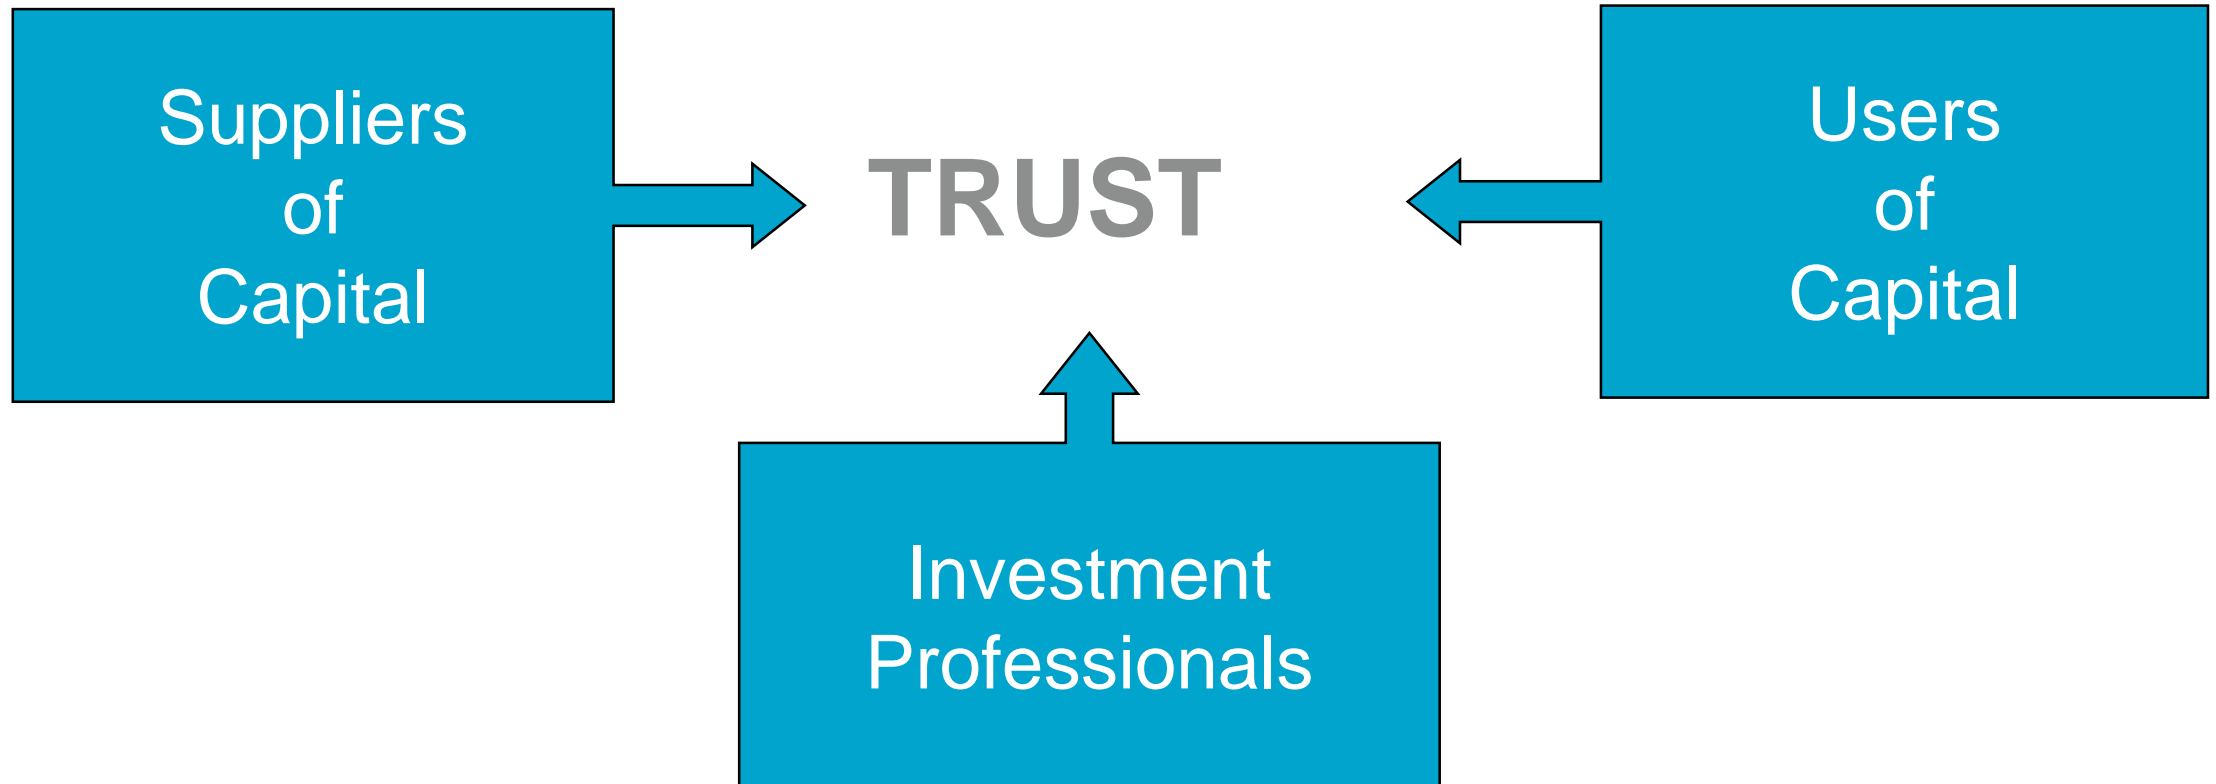 Suppliers
of
Capital
TRUST
Users
of
Capital
Investment
Professionals